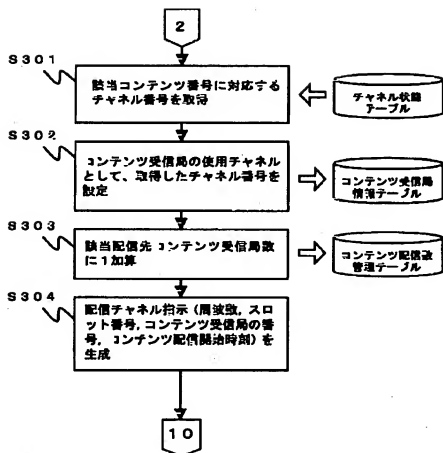 2
S301
該当コンテンツ番号に対応する
チャネル番号を取得
チャネル状態
テーブル
S302
コンテンツ受信局の使用チャネル
として、取得したチャネル番号を
設定
コンテンツ受信局
情報テーブル
S303
該当配信先コンテンツ受信局数
に1加算
コンテンツ配信数
管理テーブル
S304
配信チャネル指示(周波数,スロ
ット番号,コンテンツ受信局の番
号,コンテンツ配信開始時刻)を
生成
10